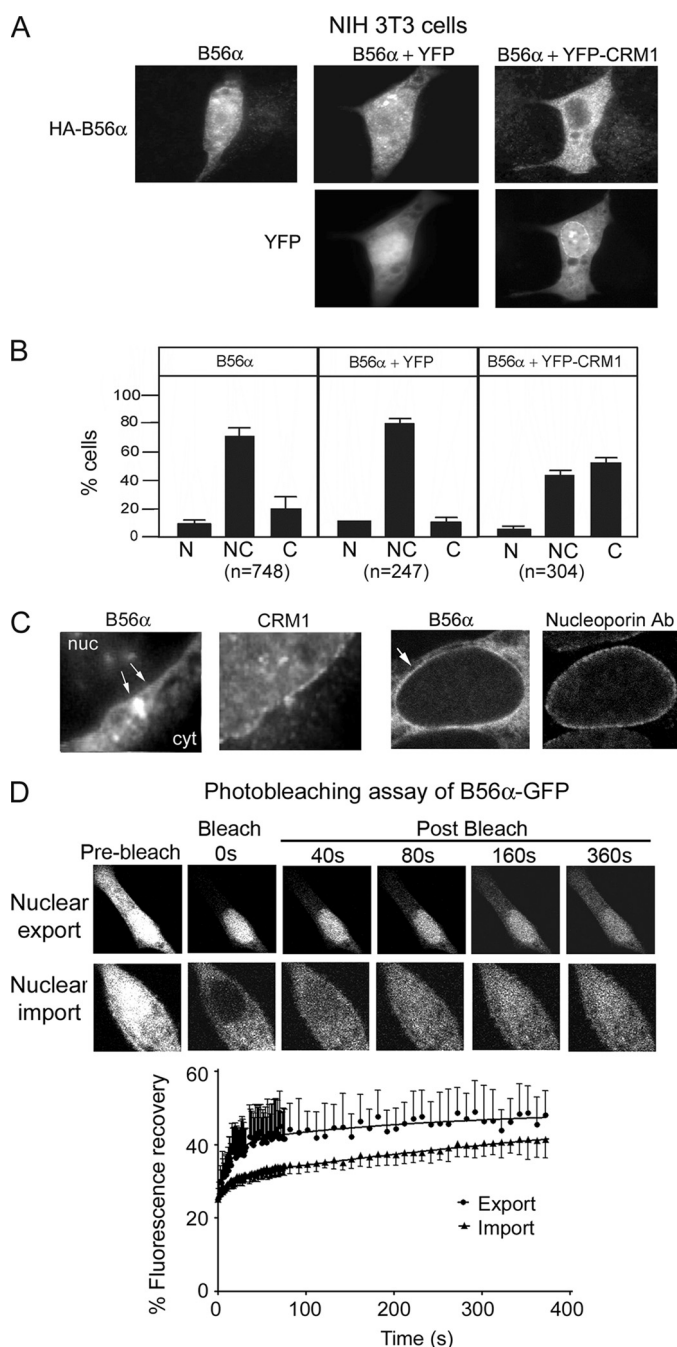 A
NIH 3T3 cells
B56α
B56α + YFP
B56α + YFP-CRM1
HA-B56α
YFP
B
B56α
B56α + YFP
B56α + YFP-CRM1
100
80
60
40
20
0
% cells
N NC C
N NC C
N NC C
(n=748)
(n=247)
(n=304)
C
B56α
CRM1
B56α
Nucleoporin Ab
nuc
cyt
D
Photobleaching assay of B56α-GFP
Bleach
Post Bleach
Pre-bleach
0s
40s
80s
160s
360s
Nuclear
export
Nuclear
import
% Fluorescence recovery
60
40
20
0
Export
Import
0
100
200
300
400
Time (s)